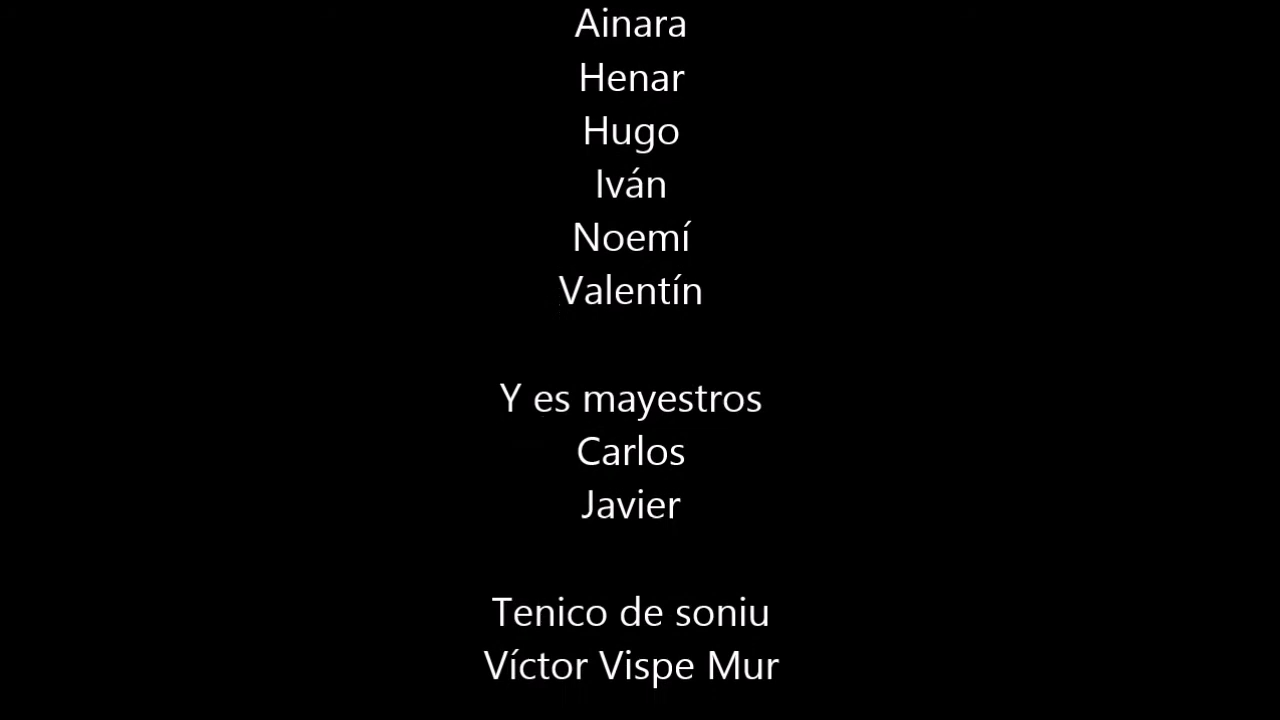 Ainara
Henar
Hugo
Iván
Noemí
Valentín
Y es mayestros
Carlos
Javier
Tenico de soniu
Víctor Vispe Mur